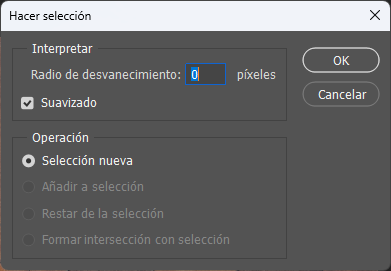 Hacer selección
Interpretar
Radio de desvanecimiento: 0 píxeles
OK
Suavizado
Cancelar
Operación
Selección nueva
Añadir a selección
Restar de la selección
Formar intersección con selección